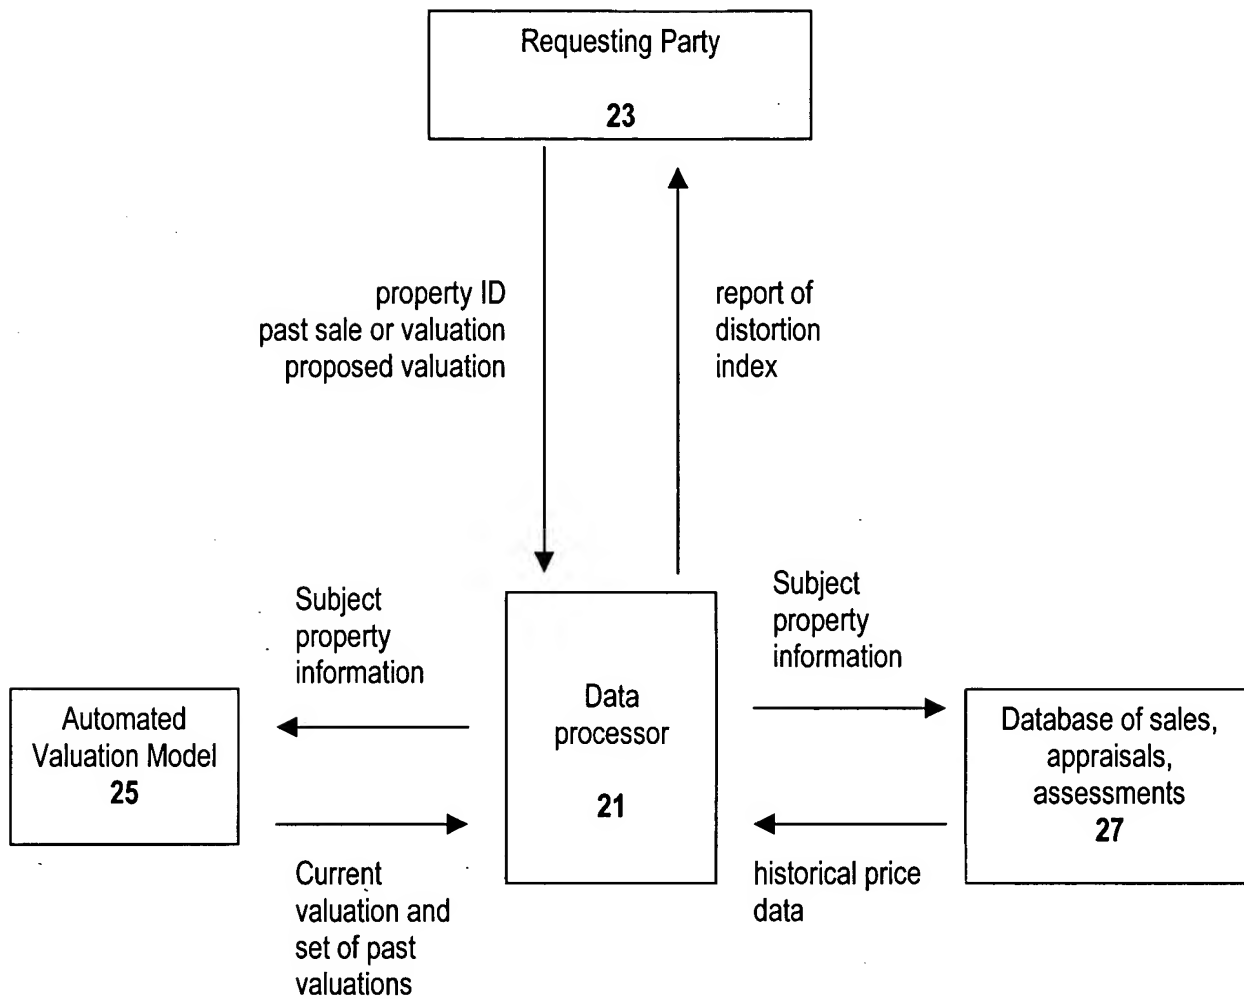 Requesting Party
23
property ID
past sale or valuation
proposed valuation
report of
distortion
index
Subject
property
information
Subject
property
information
Automated
Valuation Model
25
Data
processor
21
Database of sales,
appraisals,
assessments
27
Current
valuation and
set of past
valuations
historical price
data